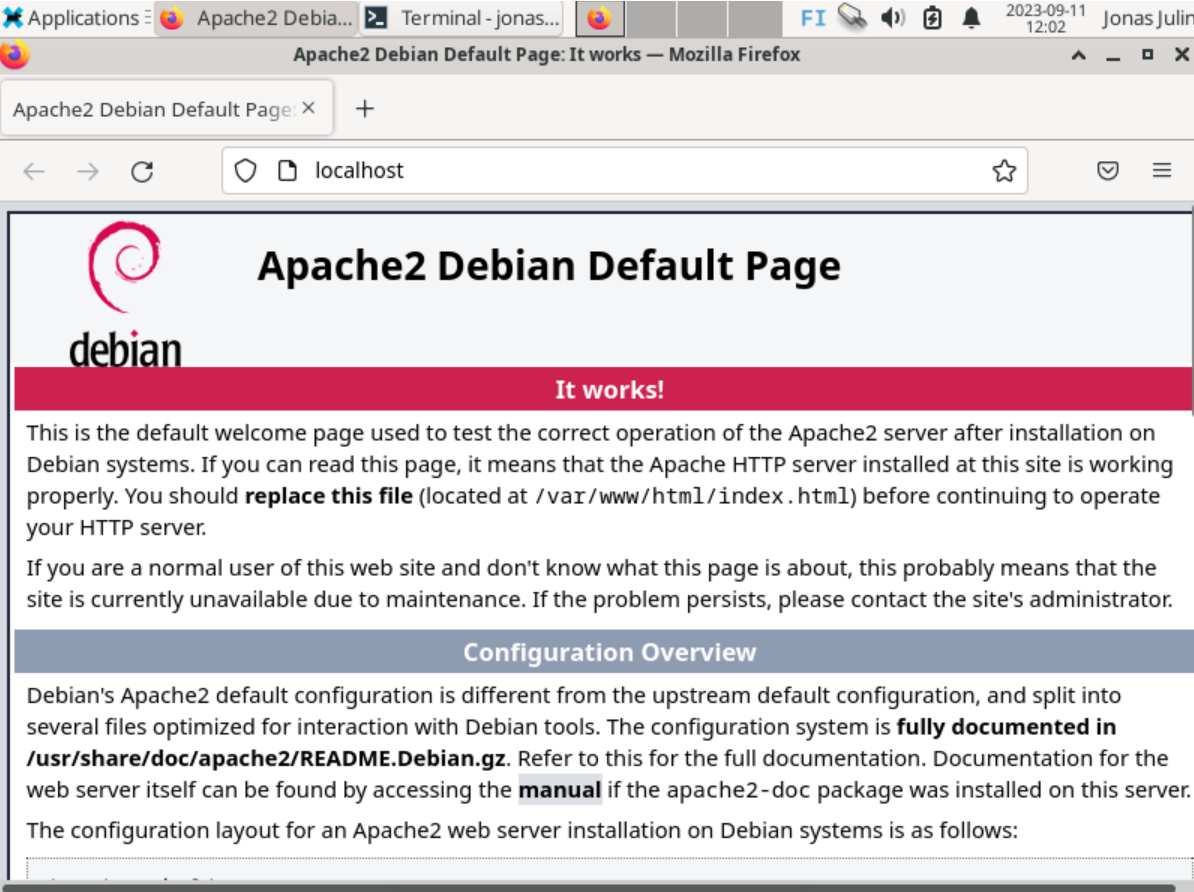 Applications Apache2 Debia... Terminal - jonas... FI 2023-09-11 Jonas Julin
12:02
Apache2 Debian Default Page: It works — Mozilla Firefox
Apache2 Debian Default Page:
localhost
Apache2 Debian Default Page
debian
It works!
This is the default welcome page used to test the correct operation of the Apache2 server after installation on
Debian systems. If you can read this page, it means that the Apache HTTP server installed at this site is working
properly. You should replace this file (located at /var/www/html/index.html) before continuing to operate
your HTTP server.
If you are a normal user of this web site and don't know what this page is about, this probably means that the
site is currently unavailable due to maintenance. If the problem persists, please contact the site's administrator.
Configuration Overview
Debian's Apache2 default configuration is different from the upstream default configuration, and split into
several files optimized for interaction with Debian tools. The configuration system is fully documented in
/usr/share/doc/apache2/README.Debian.gz. Refer to this for the full documentation. Documentation for the
web server itself can be found by accessing the manual if the apache2-doc package was installed on this server.
The configuration layout for an Apache2 web server installation on Debian systems is as follows: